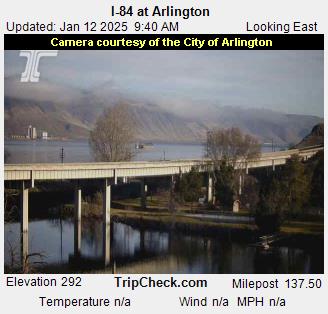 I-84 at Arlington
Updated: Jan 12 2025 9:40 AM Looking East
Camera courtesy of the City of Arlington
Elevation 292 TripCheck.com Milepost 137.50
Temperature n/a Wind n/a MPH n/a